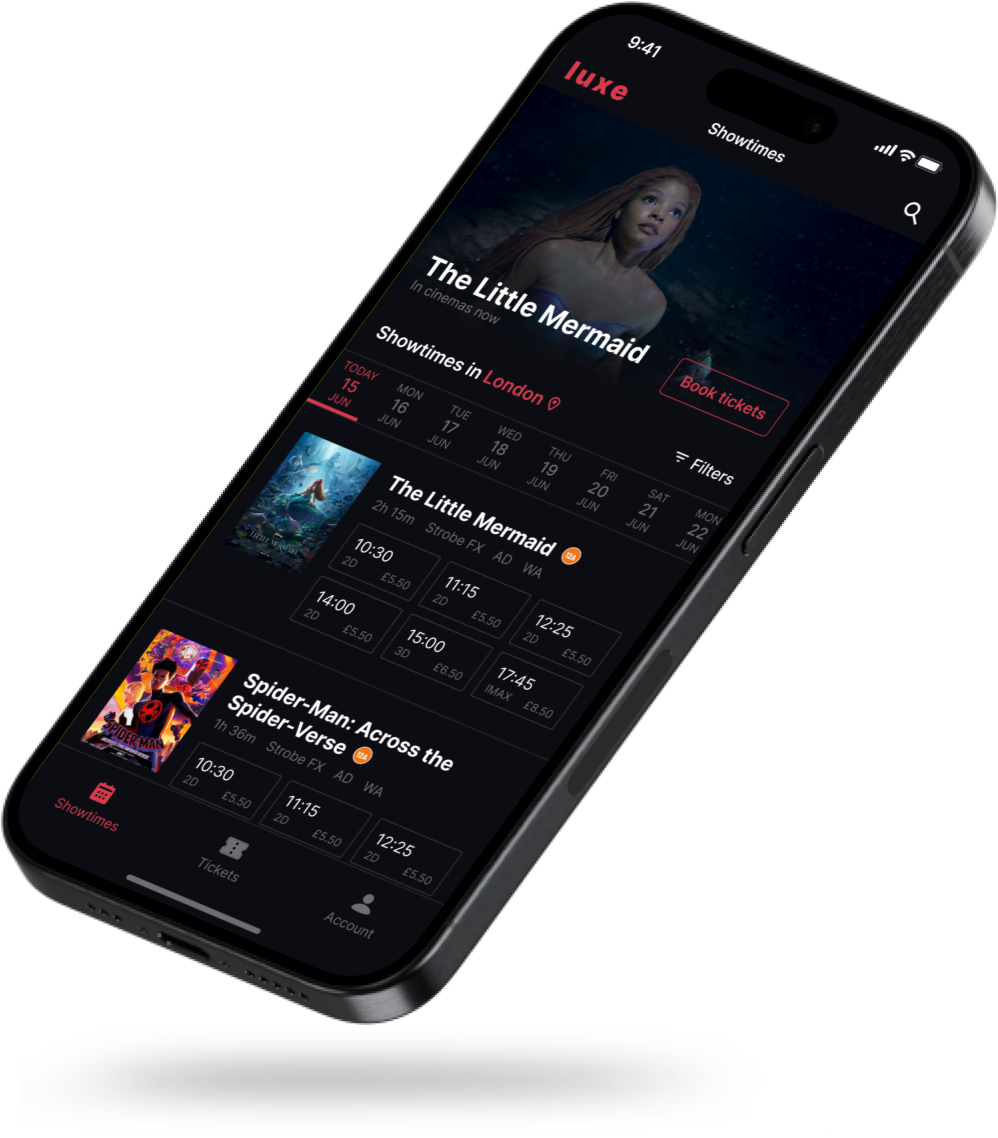 9:41
luxe
Showtimes
The Little Mermaid
In cinemas now
Book tickets
Showtimes in London
Filters
TODAY 15 JUN
MON 16 JUN
TUE 17 JUN
WED 18 JUN
THU 19 JUN
FRI 20 JUN
SAT 21 JUN
MON 22 JUN
The Little Mermaid 12A
2h 15m Strobe FX AD WA
10:30
2D £5.50
11:15
2D £5.50
12:25
2D £5.50
14:00
2D £5.50
15:00
3D £6.50
17:45
IMAX £8.50
LITTLE MERMAID
Spider-Man: Across the
Spider-Verse 12A
1h 36m Strobe FX AD WA
10:30
2D £5.50
11:15
2D £5.50
12:25
2D £5.50
SPIDER-MAN
Showtimes
Tickets
Account